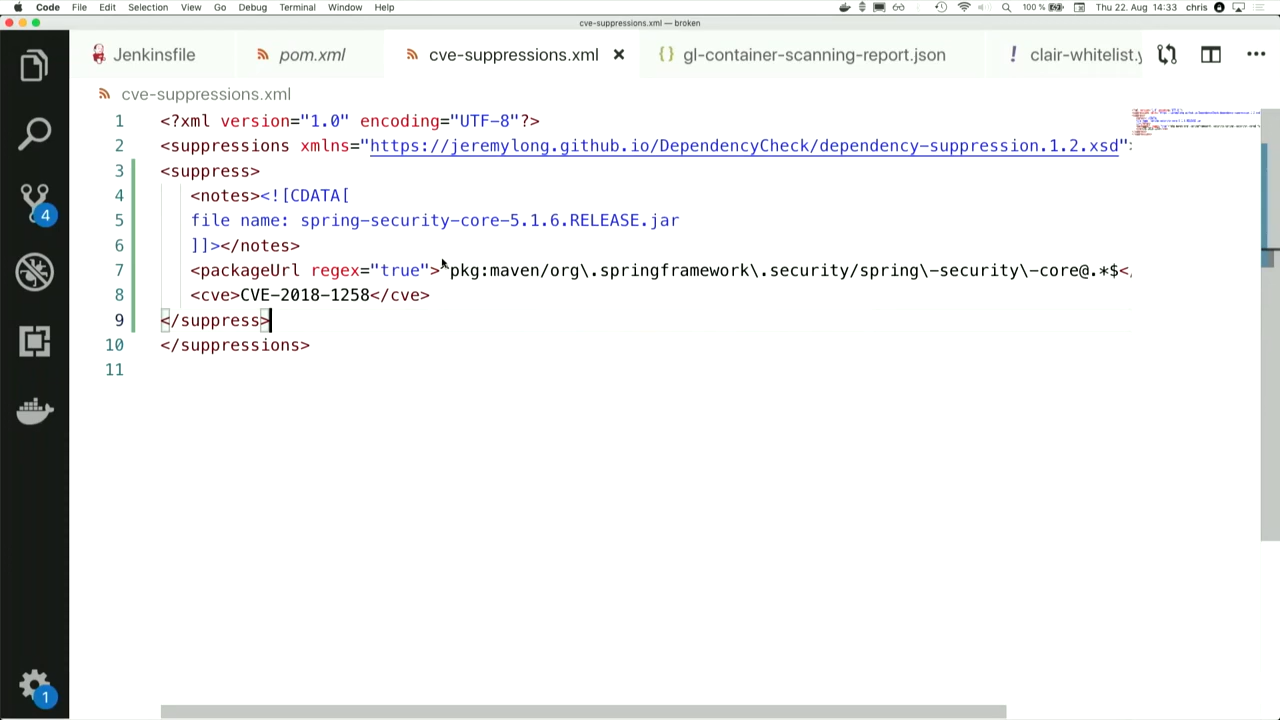 Code File Edit Selection View Go Debug Terminal Window Help 100 % Thu 22. Aug 14:33 chris
cve-suppressions.xml — broken
Jenkinsfile pom.xml cve-suppressions.xml gl-container-scanning-report.json ! clair-whitelist.y
cve-suppressions.xml
1 <?xml version="1.0" encoding="UTF-8"?>
2 <suppressions xmlns="https://jeremylong.github.io/DependencyCheck/dependency-suppression.1.2.xsd">
3 <suppress>
4 <notes><![CDATA[
5 file name: spring-security-core-5.1.6.RELEASE.jar
6 ]]></notes>
7 <packageUrl regex="true">^pkg:maven/org\.springframework\.security/spring\-security\-core@.*$</
8 <cve>CVE-2018-1258</cve>
9 </suppress>
10 </suppressions>
11
4
1